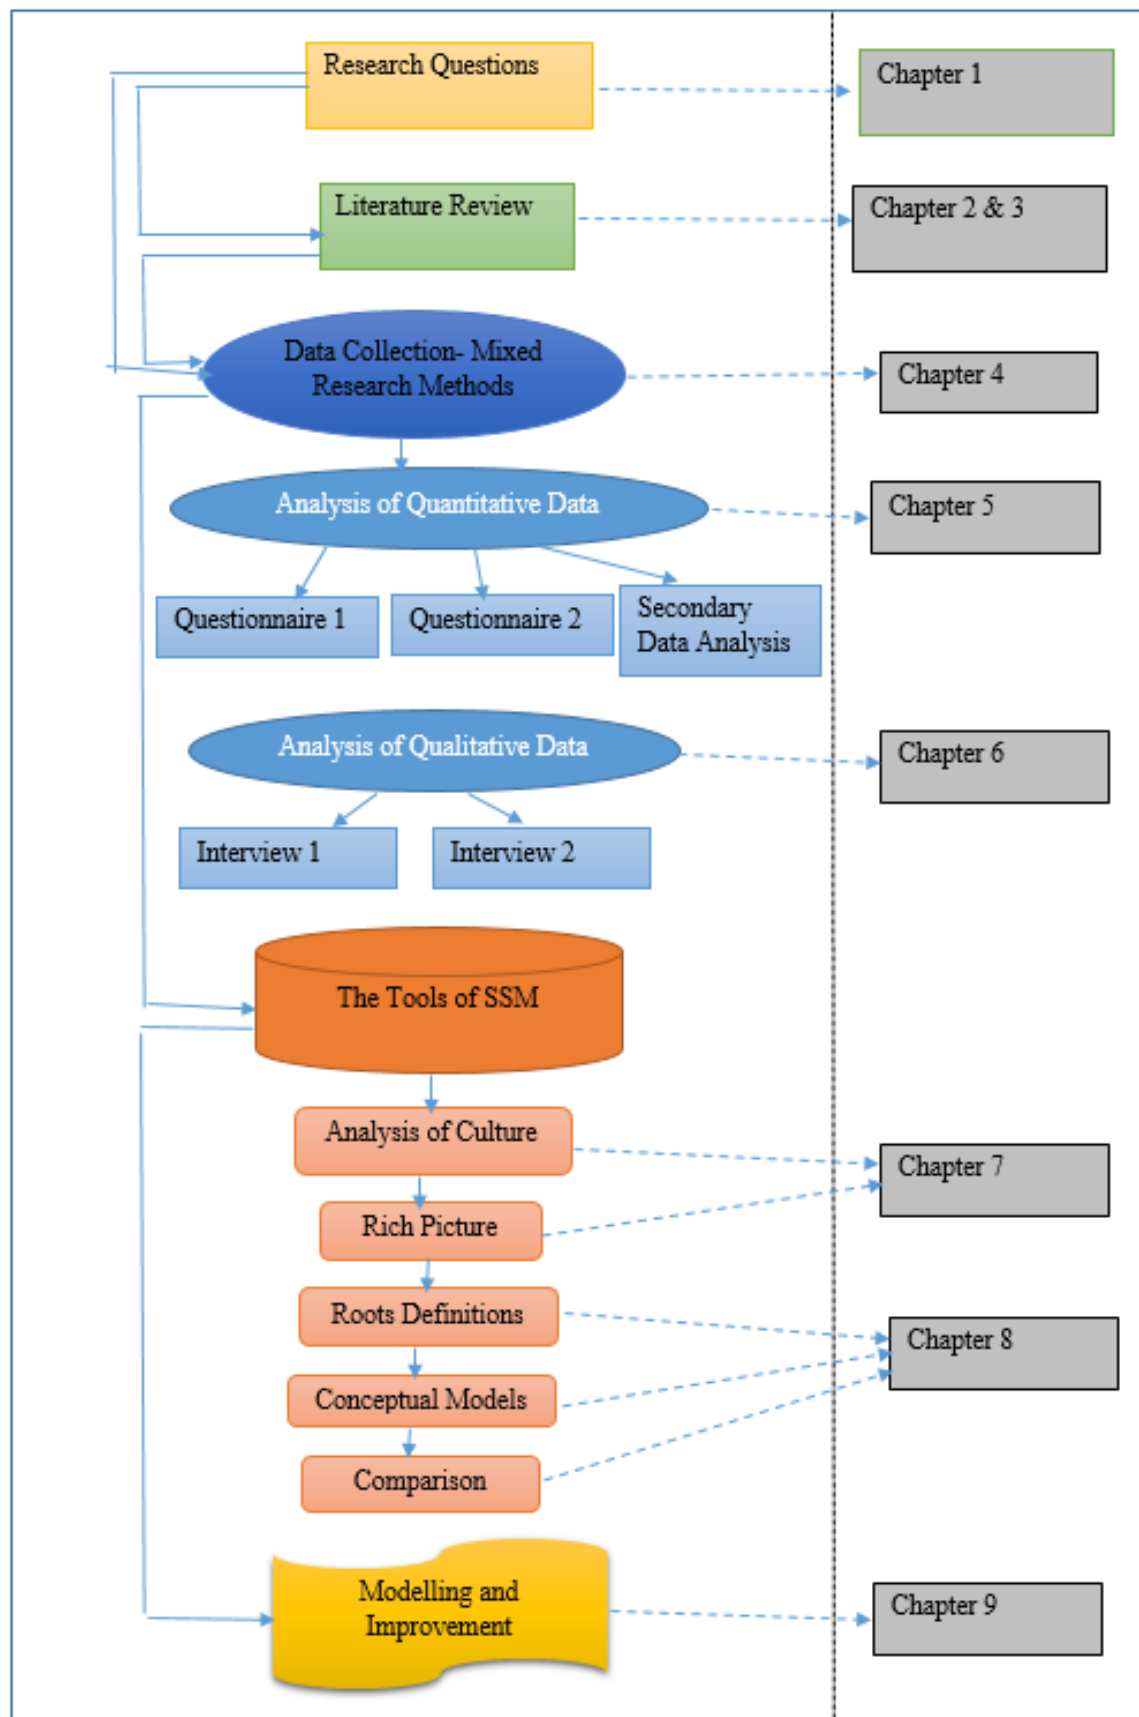 Research Questions
Chapter 1
Literature Review
Chapter 2 & 3
Data Collection- Mixed
Research Methods
Chapter 4
Analysis of Quantitative Data
Chapter 5
Questionnaire 1
Questionnaire 2
Secondary
Data Analysis
Analysis of Qualitative Data
Chapter 6
Interview 1
Interview 2
The Tools of SSM
Analysis of Culture
Chapter 7
Rich Picture
Roots Definitions
Chapter 8
Conceptual Models
Comparison
Modelling and
Improvement
Chapter 9